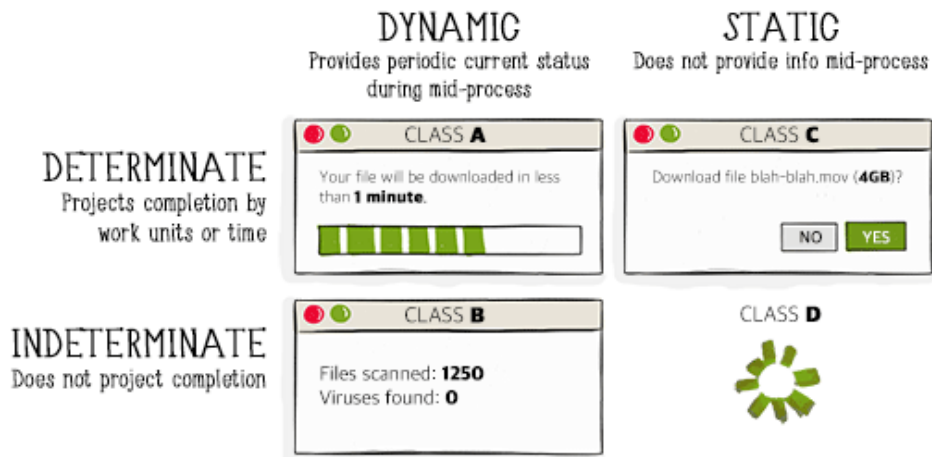 DYNAMIC
Provides periodic current status
during mid-process
STATIC
Does not provide info mid-process
DETERMINATE
Projects completion by
work units or time
CLASS A
Your file will be downloaded in less
than 1 minute.
CLASS C
Download file blah-blah.mov (4GB)?
NO
YES
INDETERMINATE
Does not project completion
CLASS B
Files scanned: 1250
Viruses found: 0
CLASS D